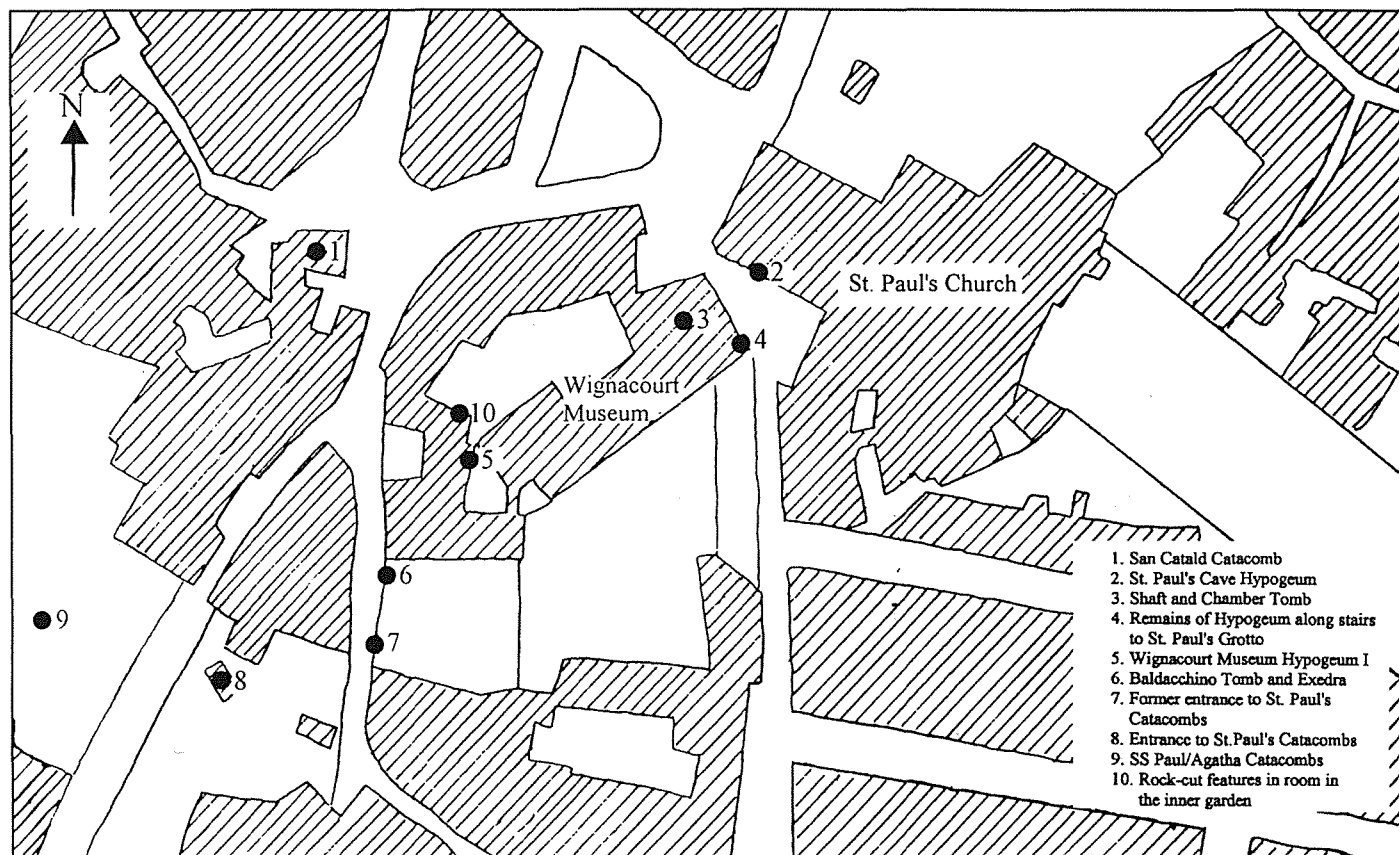 N
1
2
St. Paul's Church
3
4
Wignacourt
Museum
10
5
6
9
7
8
1. San Catald Catacomb
2. St. Paul's Cave Hypogeum
3. Shaft and Chamber Tomb
4. Remains of Hypogeum along stairs
to St. Paul's Grotto
5. Wignacourt Museum Hypogeum I
6. Baldacchino Tomb and Exedra
7. Former entrance to St. Paul's
Catacombs
8. Entrance to St.Paul's Catacombs
9. SS Paul/Agatha Catacombs
10. Rock-cut features in room in
the inner garden